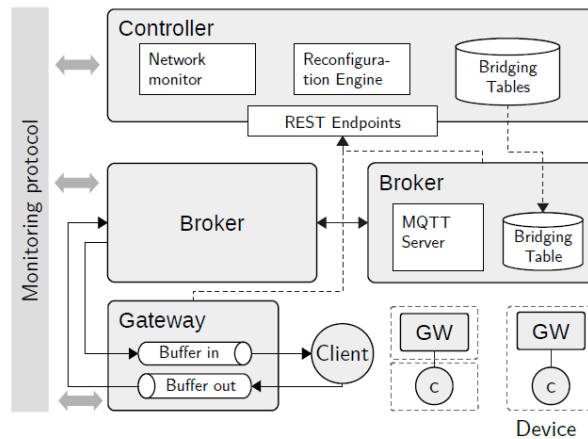 Controller
Network
monitor
Reconfigura-
tion Engine
Bridging
Tables
REST Endpoints
Monitoring protocol
Broker
Broker
MQTT
Server
Bridging
Table
Gateway
Buffer in
Buffer out
Client
GW
C
GW
C
Device